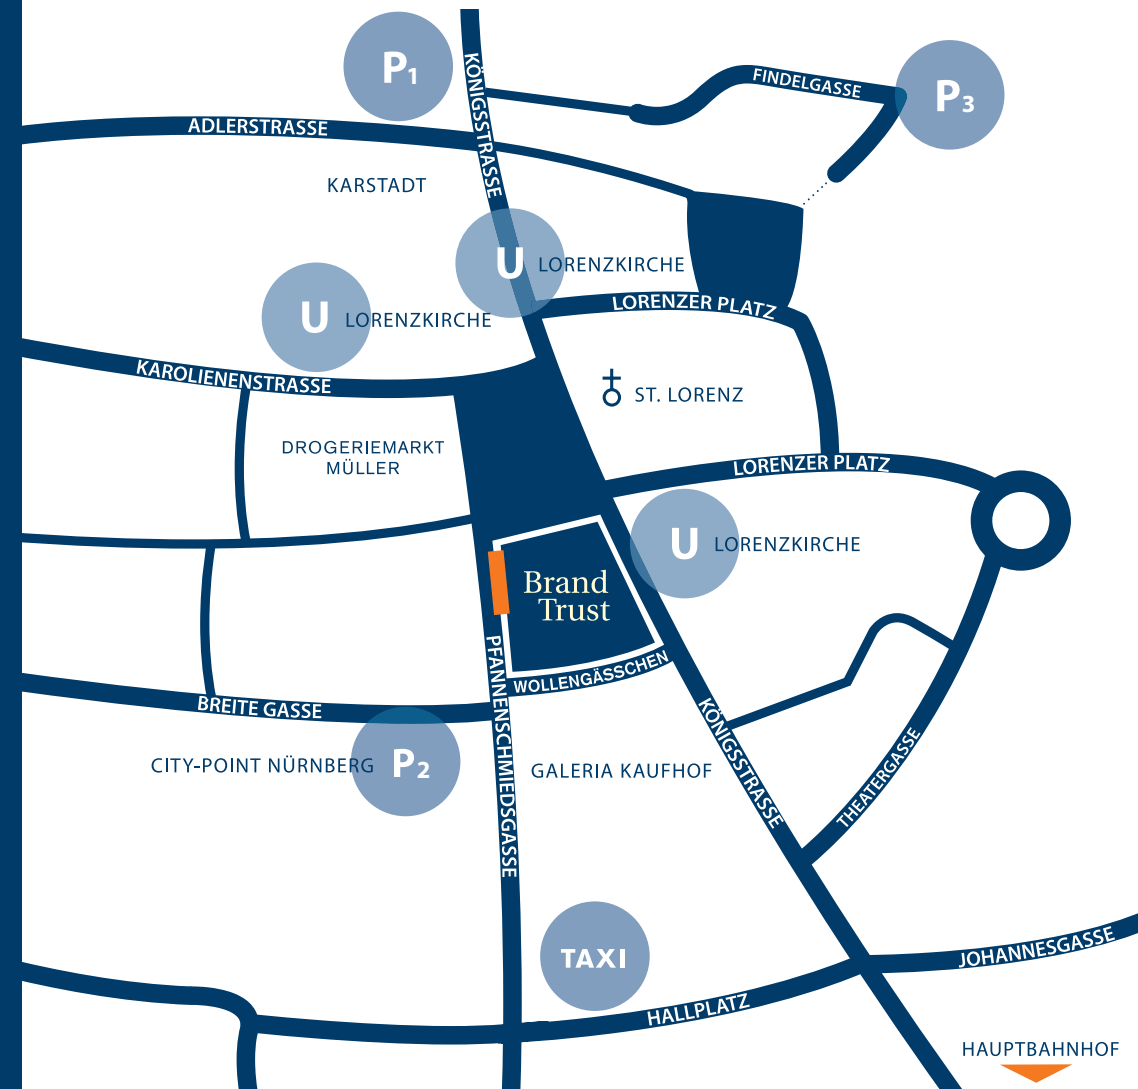 P1
KÖNIGSSTRASSE
FINDELGASSE
P3
ADLERSTRASSE
KARSTADT
U LORENZKIRCHE
U LORENZKIRCHE
LORENZER PLATZ
KAROLIENENSTRASSE
ST. LORENZ
DROGERIEMARKT
MÜLLER
LORENZER PLATZ
U LORENZKIRCHE
Brand
Trust
PFANNENSCHMIEDSGASSE
WOLLENGÄSSCHEN
BREITE GASSE
KÖNIGSSTRASSE
CITY-POINT NÜRNBERG P2
GALERIA KAUFHOF
THEATERGASSE
TAXI
JOHANNESGASSE
HALLPLATZ
HAUPTBAHNHOF